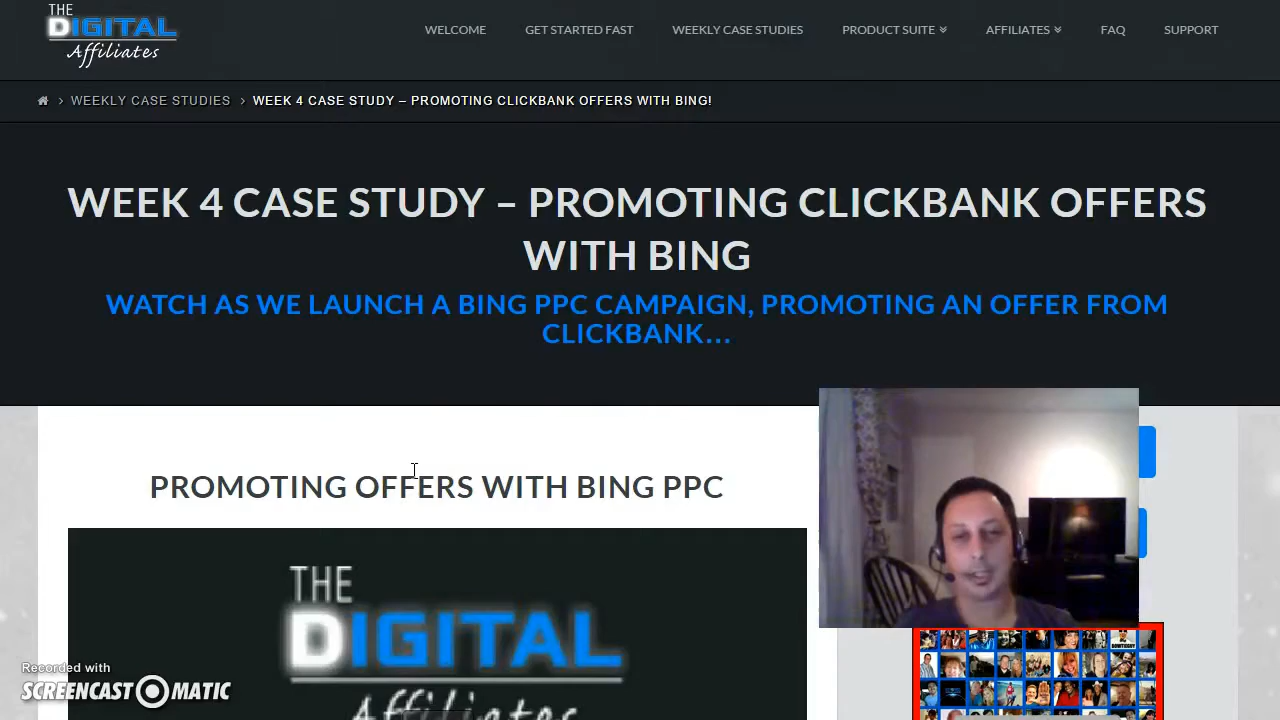 THE
DIGITAL
Affiliates
WELCOME GET STARTED FAST WEEKLY CASE STUDIES PRODUCT SUITE AFFILIATES FAQ SUPPORT
WEEKLY CASE STUDIES WEEK 4 CASE STUDY – PROMOTING CLICKBANK OFFERS WITH BING!
WEEK 4 CASE STUDY – PROMOTING CLICKBANK OFFERS
WITH BING
WATCH AS WE LAUNCH A BING PPC CAMPAIGN, PROMOTING AN OFFER FROM
CLICKBANK...
PROMOTING OFFERS WITH BING PPC
THE
DIGITAL
Affiliates
Recorded with
SCREENCAST MATIC